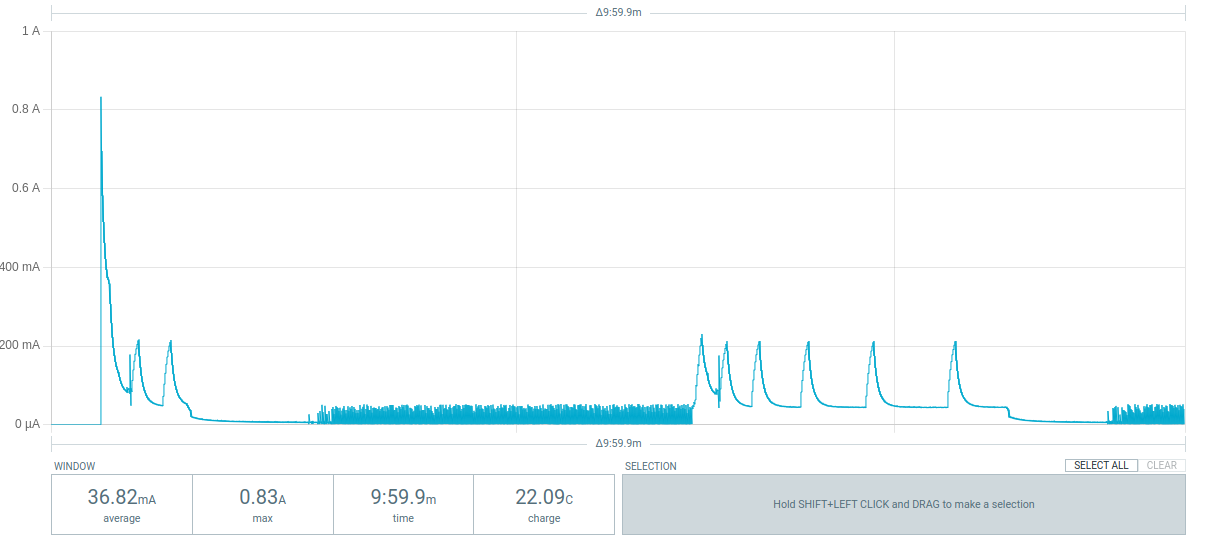 Δ9:59.9m
1 A
0.8 A
0.6 A
400 mA
200 mA
0 µA
Δ9:59.9m
WINDOW
SELECTION
SELECT ALL
CLEAR
36.82mA
0.83A
9:59.9m
22.09C
average
max
time
charge
Hold SHIFT+LEFT CLICK and DRAG to make a selection